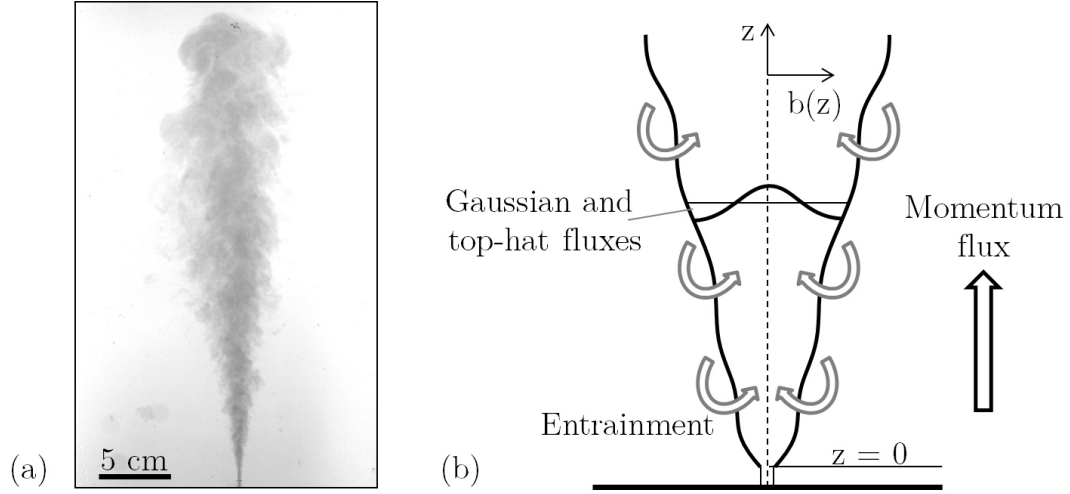 (a)
5 cm
(b)
z
b(z)
Gaussian and
top-hat fluxes
Momentum
flux
Entrainment
z = 0